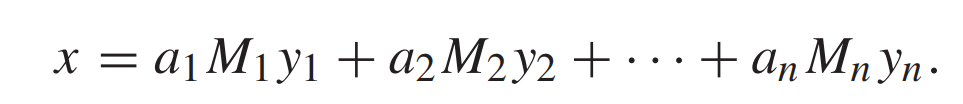 x = a₁M₁y₁ + a₂M₂y₂ + · · · + aₙMₙyₙ.